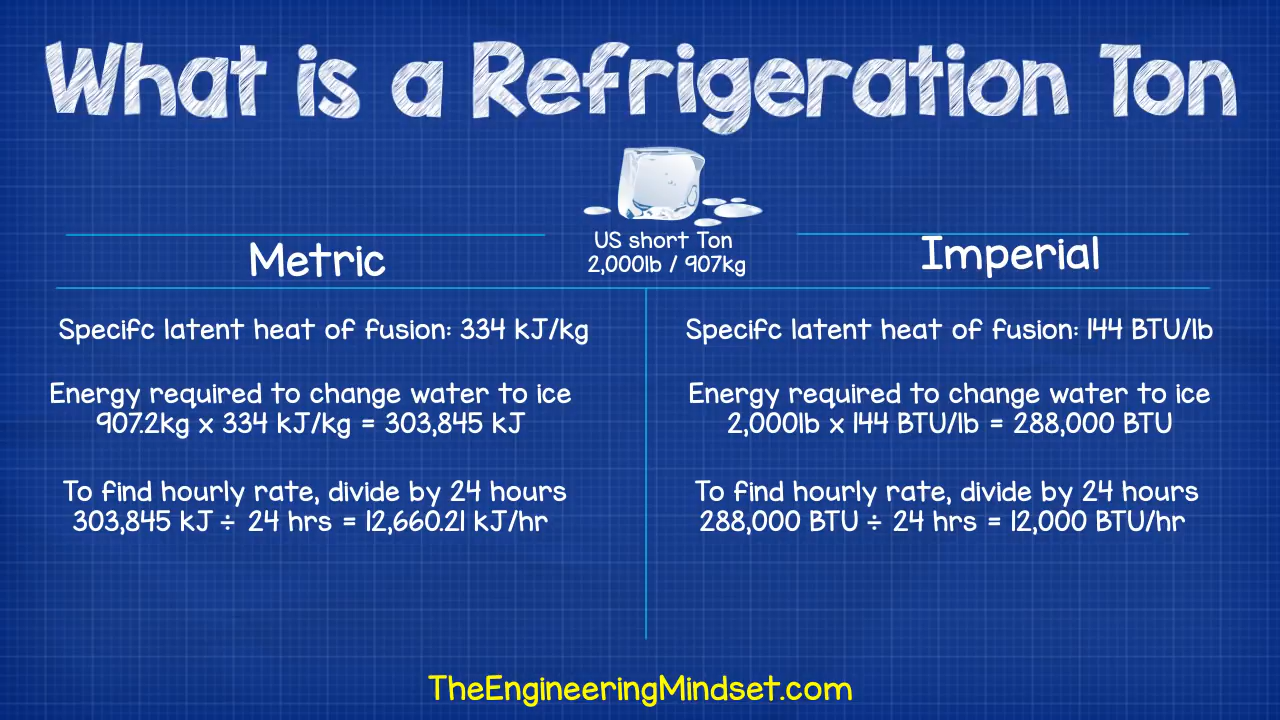 What is a Refrigeration Ton
US short Ton
2,000lb / 907kg
Metric
Specifc latent heat of fusion: 334 kJ/kg
Energy required to change water to ice
907.2kg x 334 kJ/kg = 303,845 kJ
To find hourly rate, divide by 24 hours
303,845 kJ ÷ 24 hrs = 12,660.21 kJ/hr
Imperial
Specifc latent heat of fusion: 144 BTU/lb
Energy required to change water to ice
2,000lb x 144 BTU/lb = 288,000 BTU
To find hourly rate, divide by 24 hours
288,000 BTU ÷ 24 hrs = 12,000 BTU/hr
TheEngineeringMindset.com